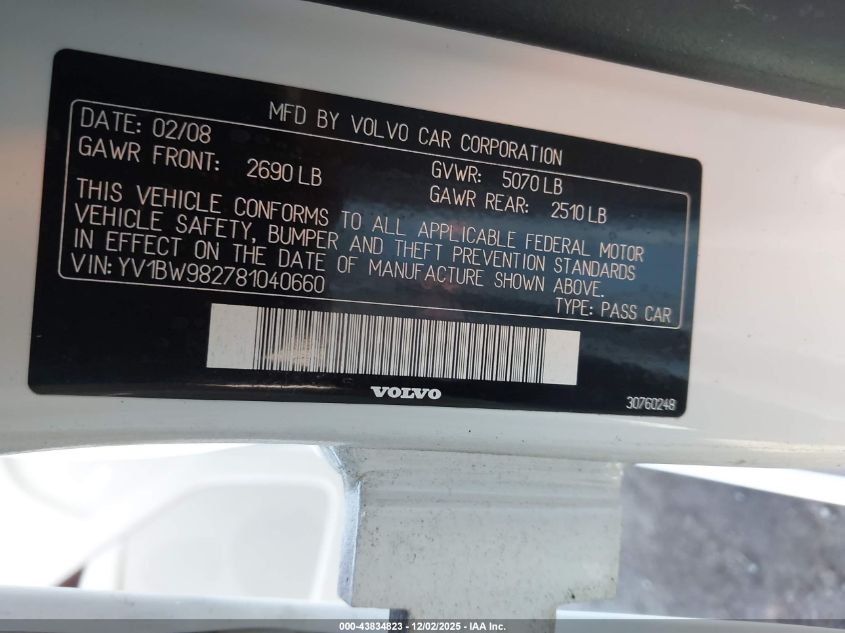 MFD BY VOLVO CAR CORPORATION
DATE: 02/08 GVWR: 5070 LB
GAWR FRONT: 2690 LB GAWR REAR: 2510 LB
THIS VEHICLE CONFORMS TO ALL APPLICABLE FEDERAL MOTOR
VEHICLE SAFETY, BUMPER AND THEFT PREVENTION STANDARDS
IN EFFECT ON THE DATE OF MANUFACTURE SHOWN ABOVE.
VIN: YV1BW982781040660 TYPE: PASS CAR
VOLVO
30760248
000-43834823 - 12/02/2025 - IAA Inc.